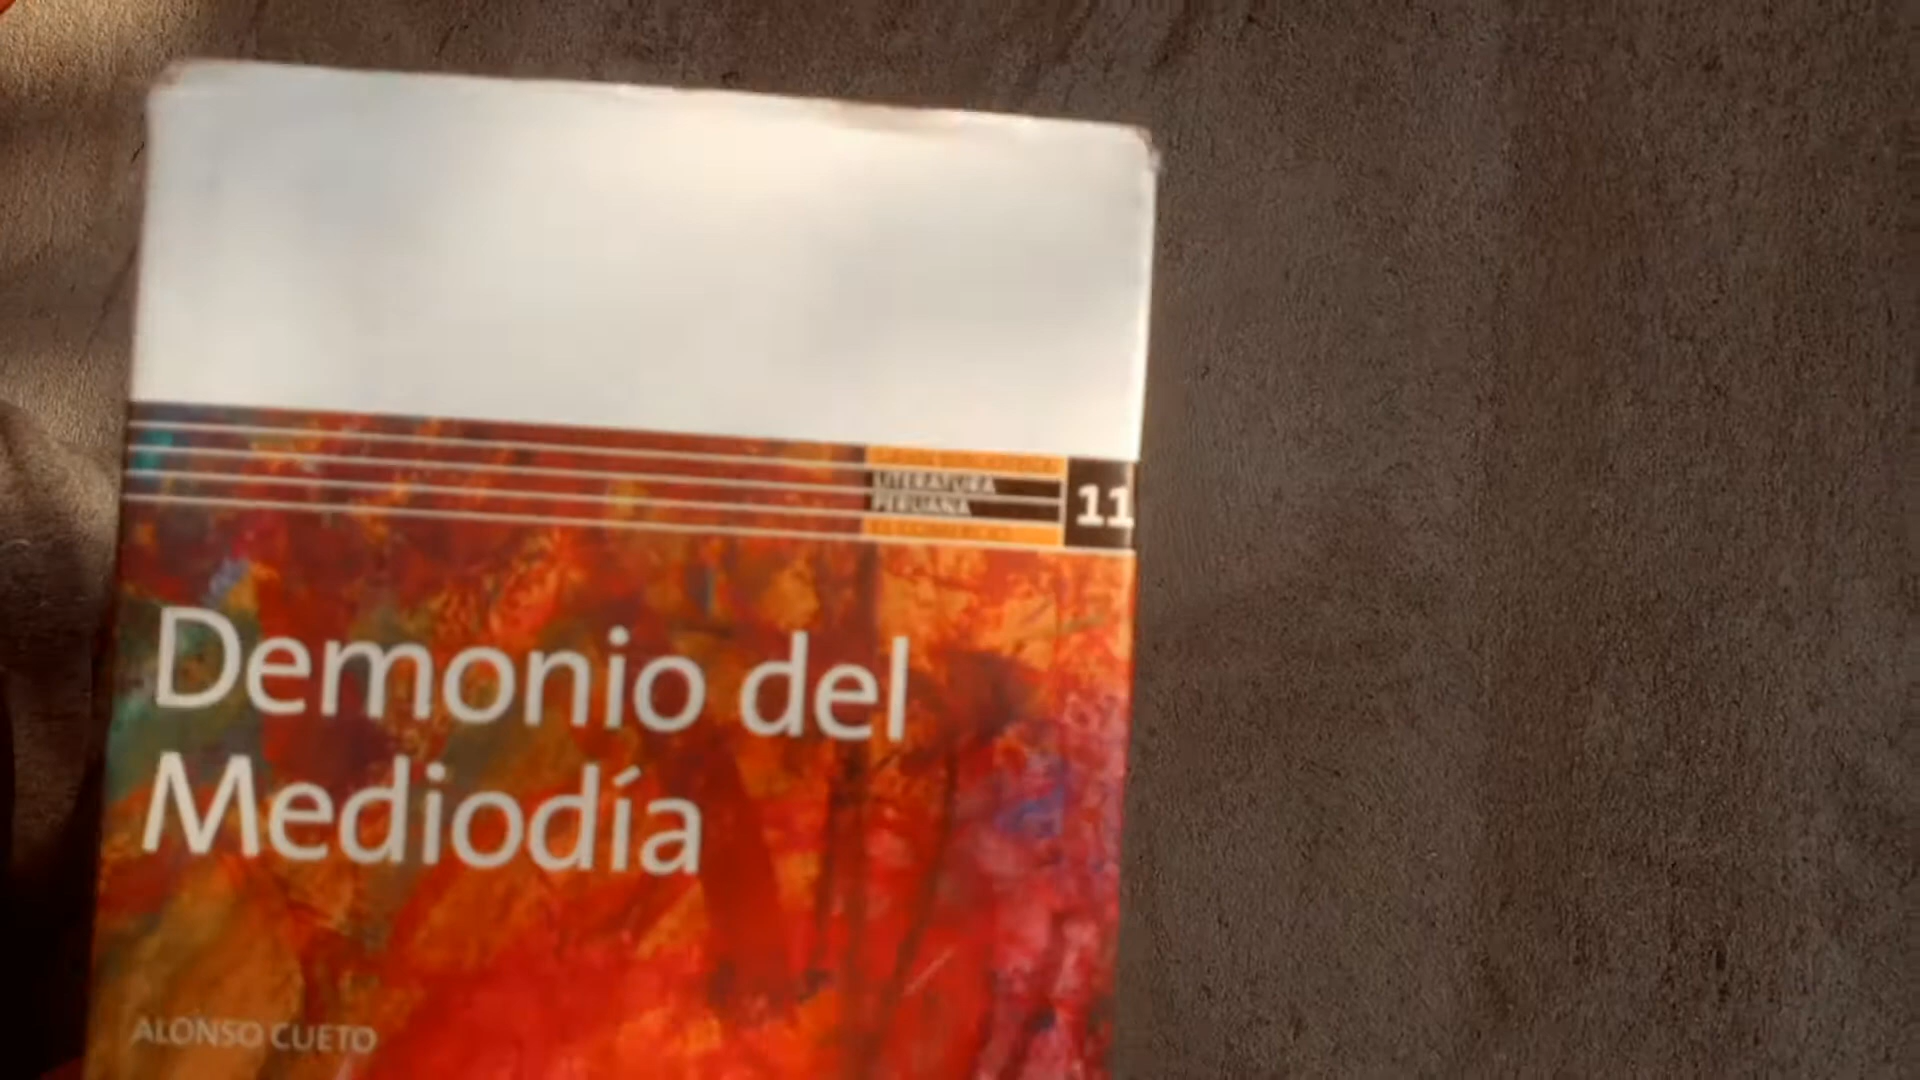 LITERATURA
PERUANA
11
Demonio del
Mediodía
ALONSO CUETO